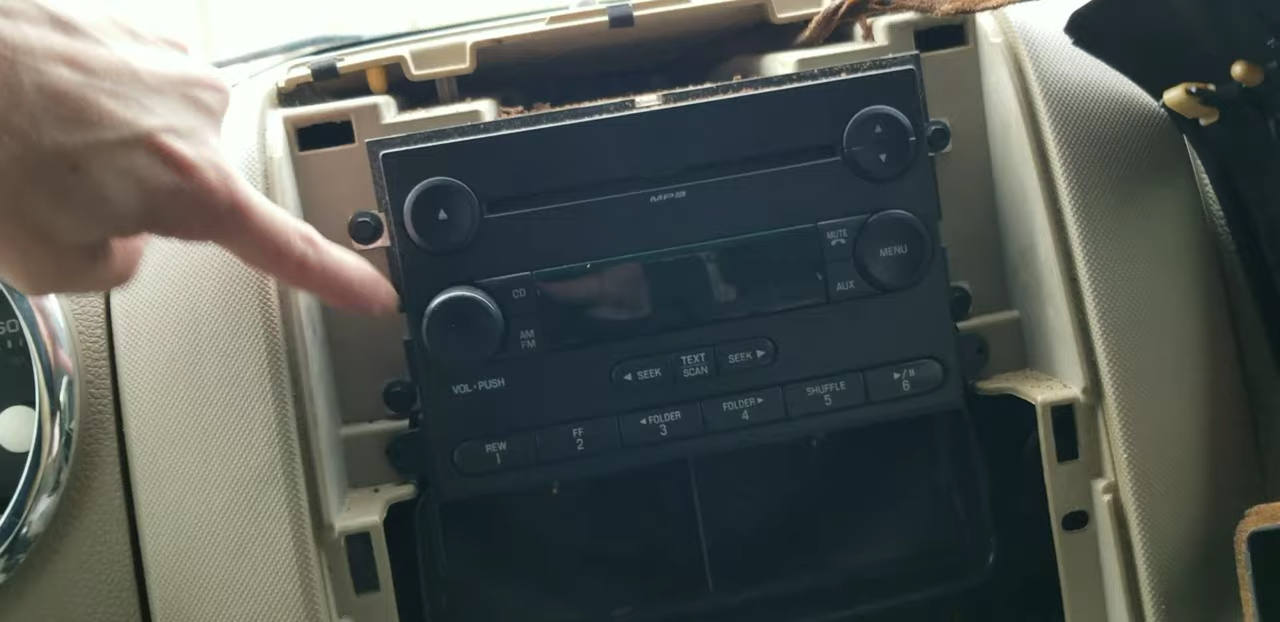 MP3
MUTE
MENU
AUX
CD
AM
FM
VOL•PUSH
◄ SEEK
TEXT
SCAN
SEEK ►
REW
1
FF
2
◄FOLDER
3
FOLDER►
4
SHUFFLE
5
►/II
6